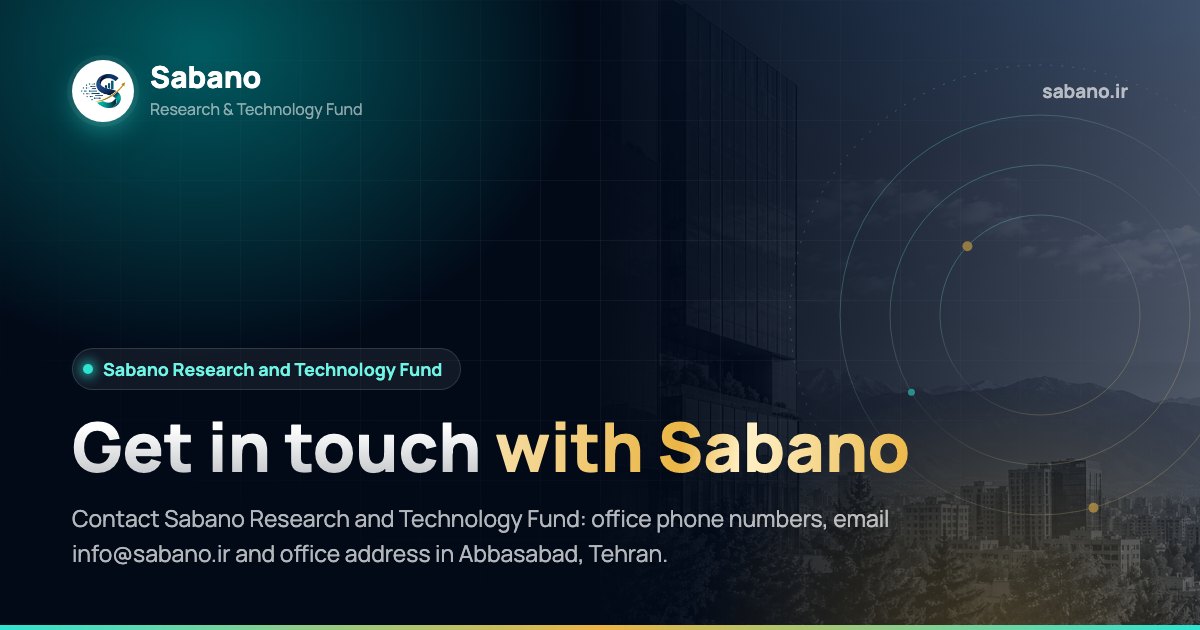 Sabano
Research & Technology Fund
sabano.ir
Sabano Research and Technology Fund
Get in touch with Sabano
Contact Sabano Research and Technology Fund: office phone numbers, email
info@sabano.ir and office address in Abbasabad, Tehran.